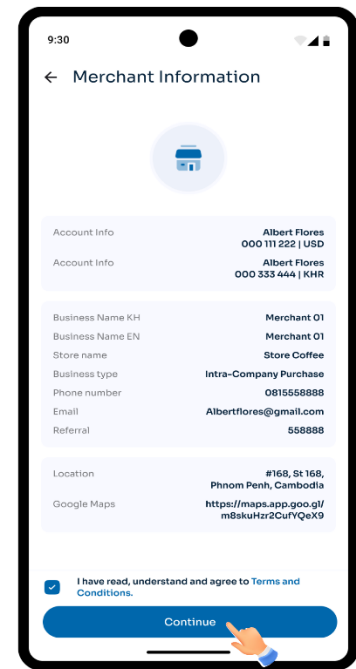 9:30
Merchant Information
Account Info
Albert Flores
000 111 222 | USD
Account Info
Albert Flores
000 333 444 | KHR
Business Name KH
Merchant 01
Business Name EN
Merchant 01
Store name
Store Coffee
Business type
Intra-Company Purchase
Phone number
0815558888
Email
Albertflores@gmail.com
Referral
558888
Location
#168, St 168,
Phnom Penh, Cambodia
Google Maps
https://maps.app.goo.gl/
m8skuHzr2CufYQeX9
I have read, understand and agree to Terms and
Conditions.
Continue